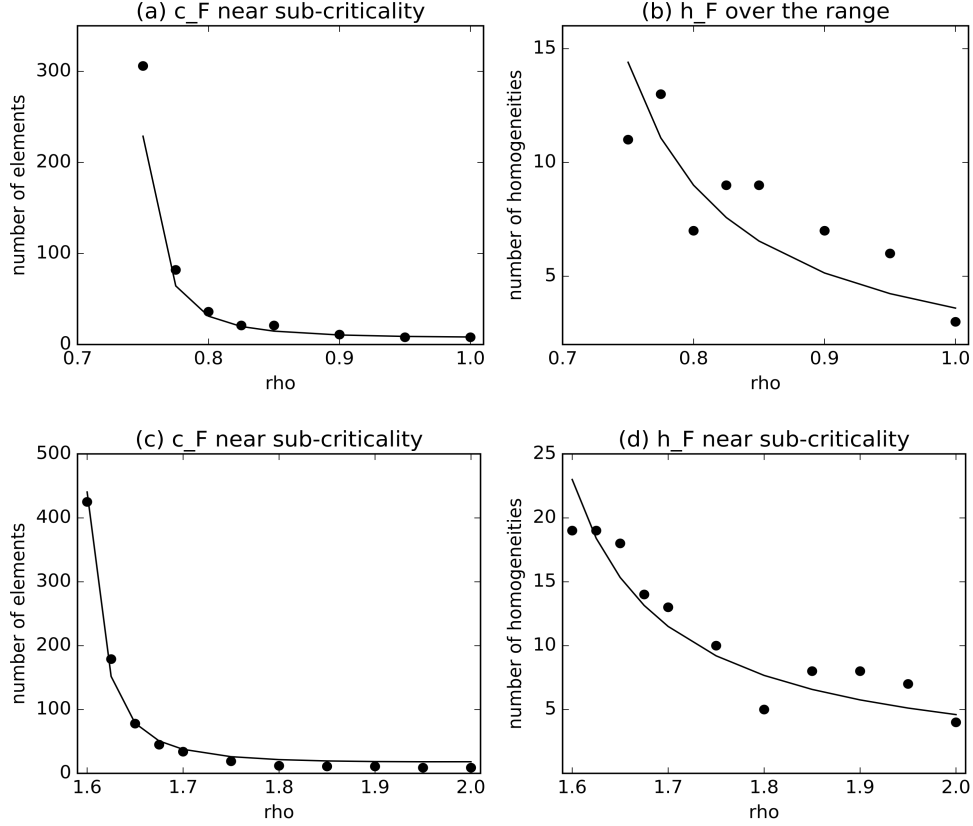 (a) c_F near sub-criticality
number of elements
300
200
100
0
0.7 0.8 0.9 1.0
rho
(b) h_F over the range
number of homogeneities
15
10
5
0.7 0.8 0.9 1.0
rho
(c) c_F near sub-criticality
number of elements
500
400
300
200
100
0
1.6 1.7 1.8 1.9 2.0
rho
(d) h_F near sub-criticality
number of homogeneities
25
20
15
10
5
1.6 1.7 1.8 1.9 2.0
rho